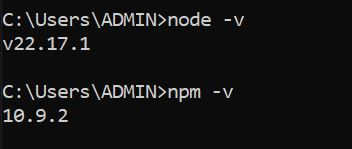 C:\Users\ADMIN>node -v
v22.17.1
C:\Users\ADMIN>npm -v
10.9.2